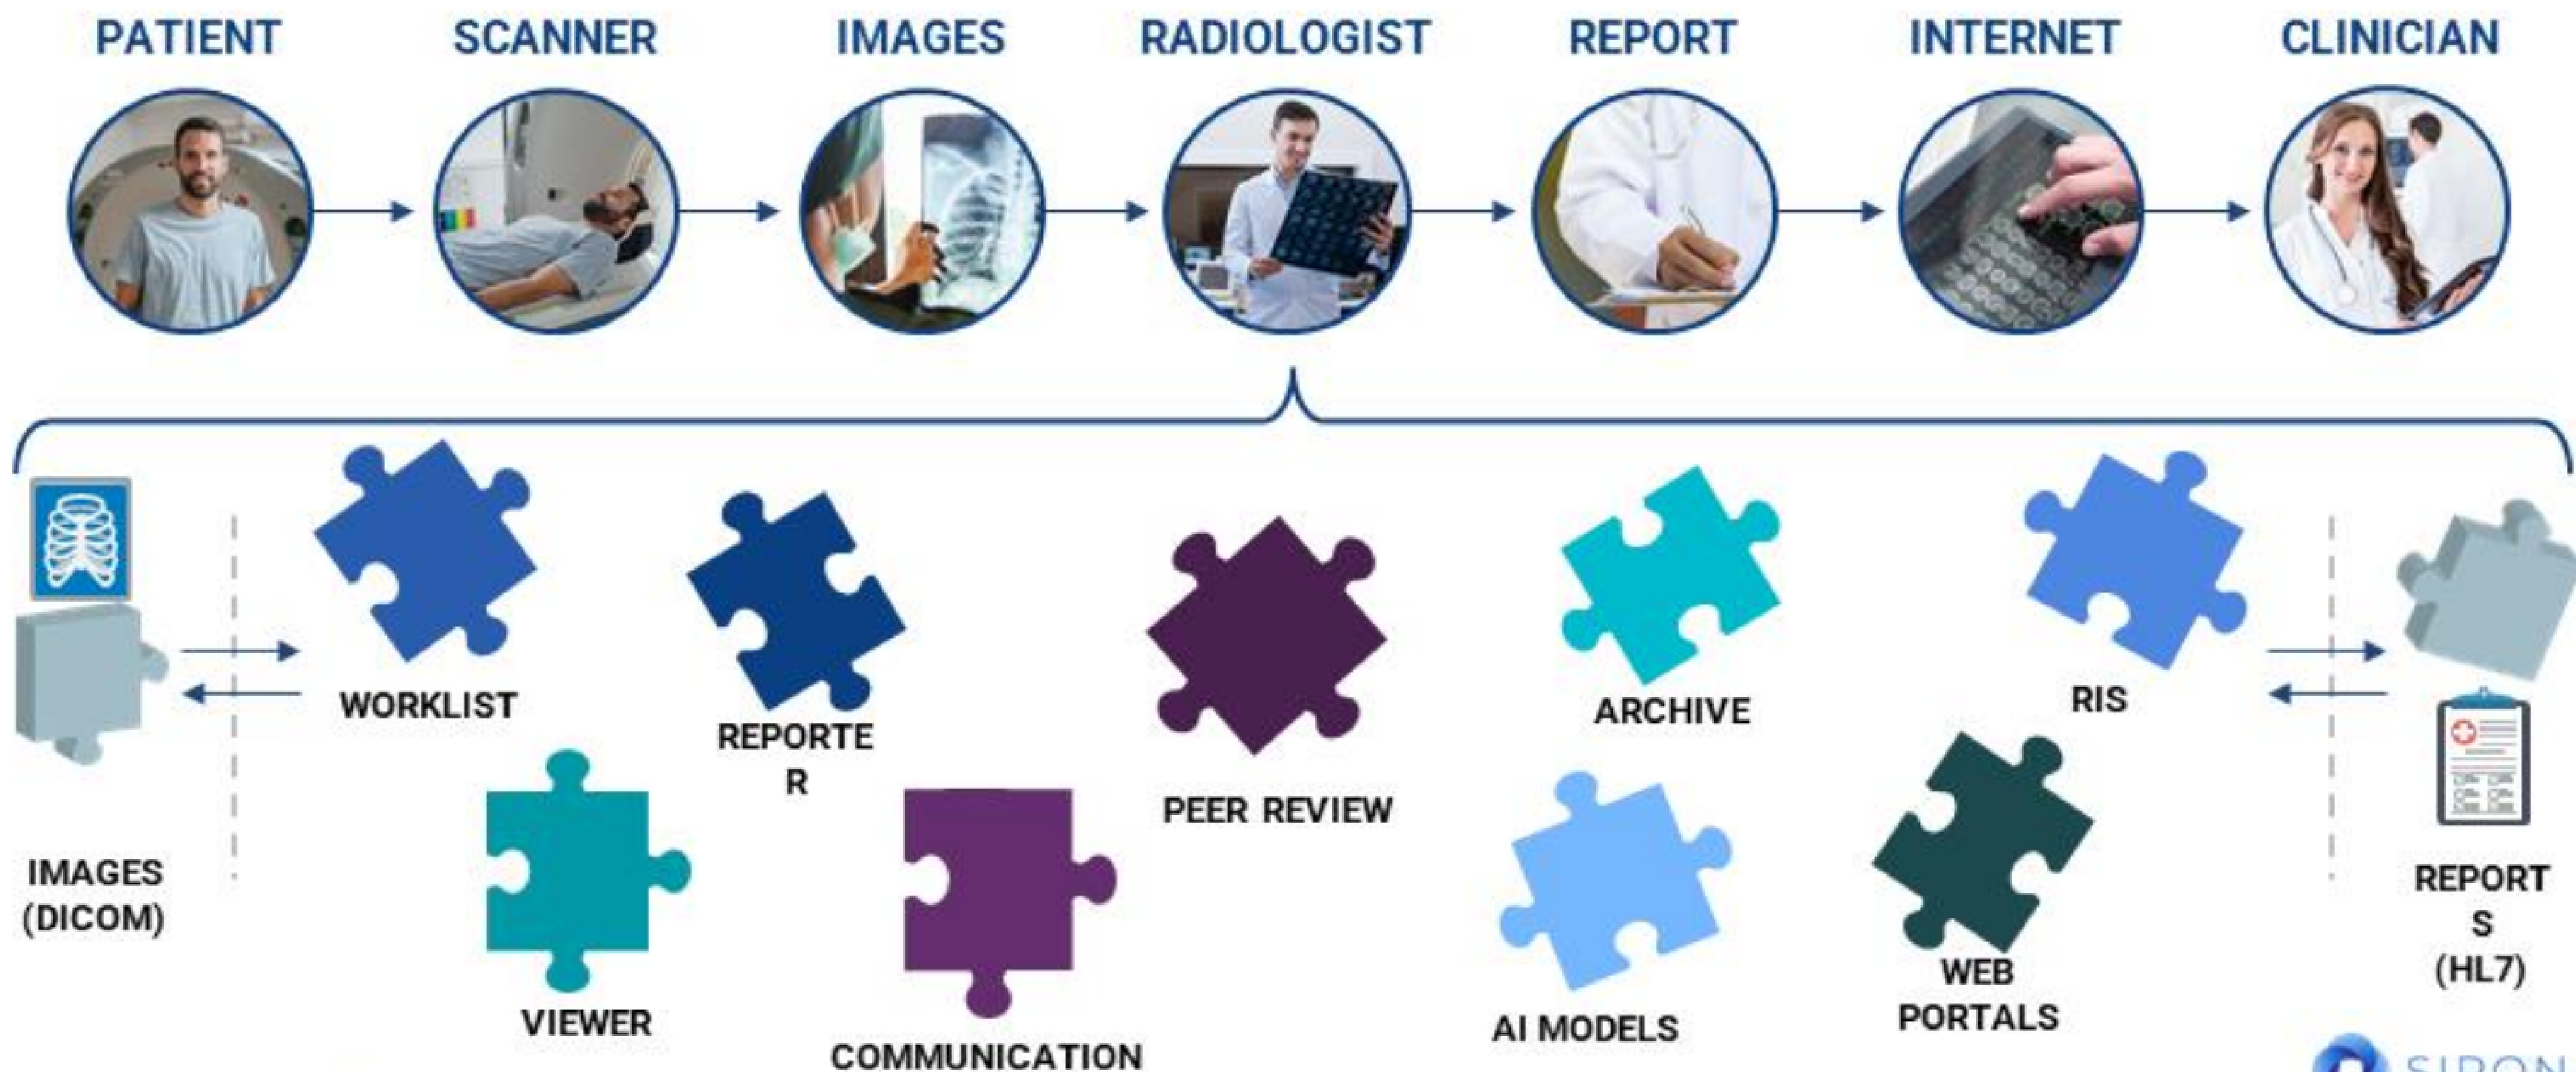 PATIENT
SCANNER
IMAGES
RADIOLOGIST
REPORT
INTERNET
CLINICIAN
WORKLIST
REPORTE
R
ARCHIVE
RIS
PEER REVIEW
IMAGES
(DICOM)
REPORT
S
(HL7)
VIEWER
COMMUNICATION
AI MODELS
WEB
PORTALS